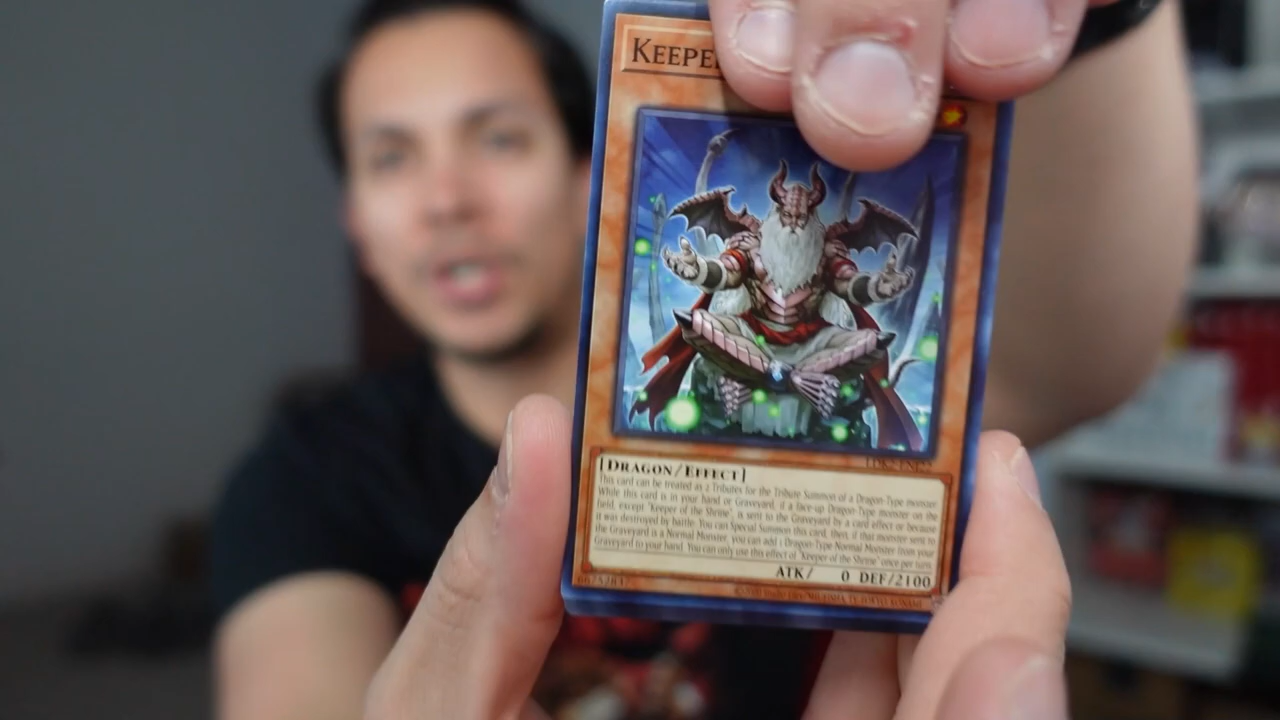 KEEPE
LDK2-ENJ22
[DRAGON/EFFECT]
This card can be treated as 2 Tributes for the Tribute Summon of a Dragon-Type monster.
While this card is in your hand or Graveyard, if a face-up Dragon-Type monster on the
field, except "Keeper of the Shrine", is sent to the Graveyard by a card effect or because
it was destroyed by battle: You can Special Summon this card, then, if that monster sent to
the Graveyard is a Normal Monster, you can add 1 Dragon-Type Normal Monster from your
Graveyard to your hand. You can only use this effect of "Keeper of the Shrine" once per turn.
ATK/ 0 DEF/2100